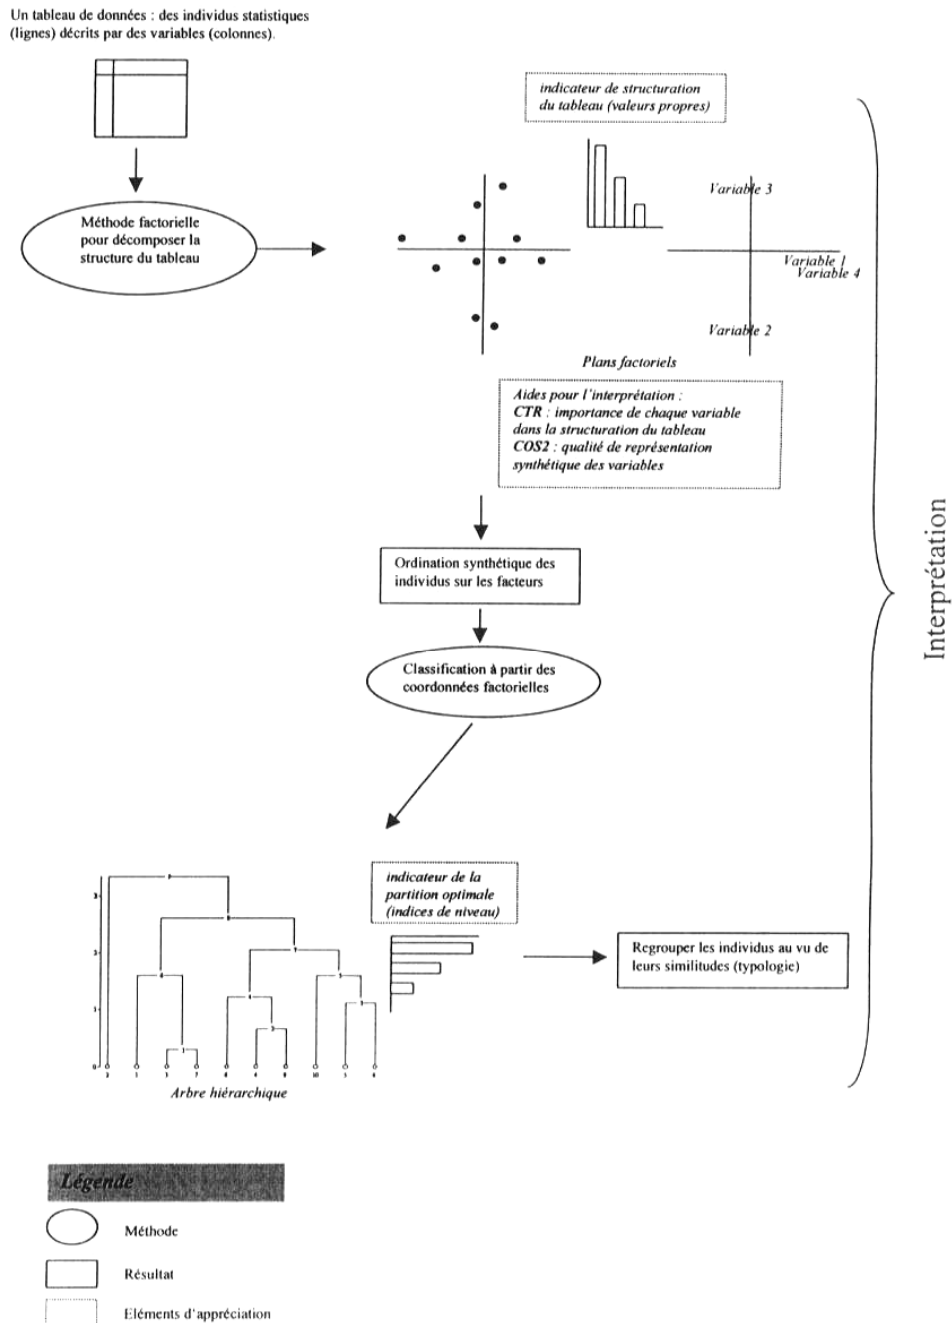 Un tableau de données : des individus statistiques
(lignes) décrits par des variables (colonnes).
indicateur de structuration
du tableau (valeurs propres)
Méthode factorielle
pour décomposer la
structure du tableau
Variable 3
Variable 1
Variable 4
Variable 2
Plans factoriels
Aides pour l'interprétation :
CTR : importance de chaque variable
dans la structuration du tableau
COS2 : qualité de représentation
synthétique des variables
Ordination synthétique des
individus sur les facteurs
Classification à partir des
coordonnées factorielles
Interprétation
indicateur de la
partition optimale
(indices de niveau)
Regrouper les individus au vu de
leurs similitudes (typologie)
Arbre hiérarchique
Légende
Méthode
Résultat
Eléments d'appréciation